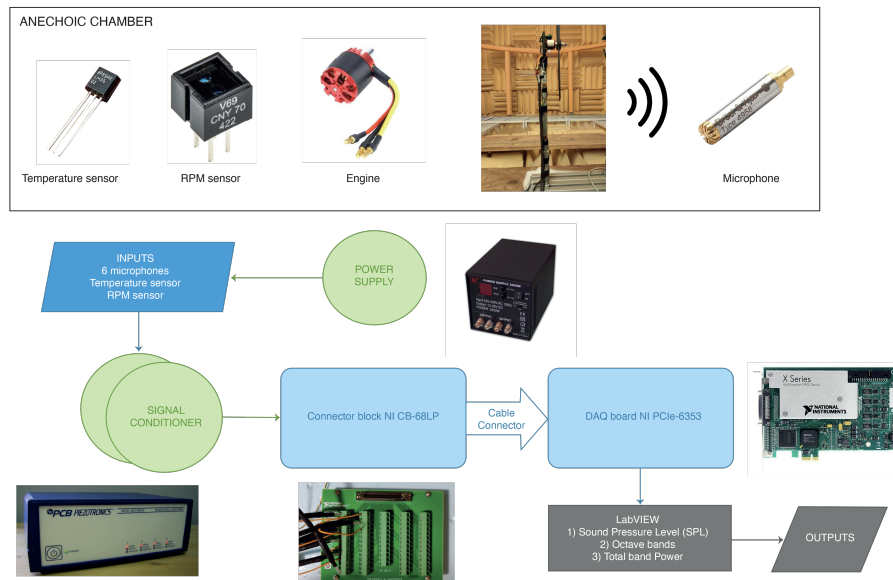 ANECHOIC CHAMBER
V69
CNY 70
422
Temperature sensor
RPM sensor
Engine
Microphone
INPUTS
6 microphones
Temperature sensor
RPM sensor
POWER
SUPPLY
POWER SUPPLY
SIGNAL
CONDITIONER
Connector block NI CB-68LP
Cable
Connector
DAQ board NI PCIe-6353
X Series
NATIONAL
INSTRUMENTS
PCB PIEZOTRONICS
LabVIEW
1) Sound Pressure Level (SPL)
2) Octave bands
3) Total band Power
OUTPUTS